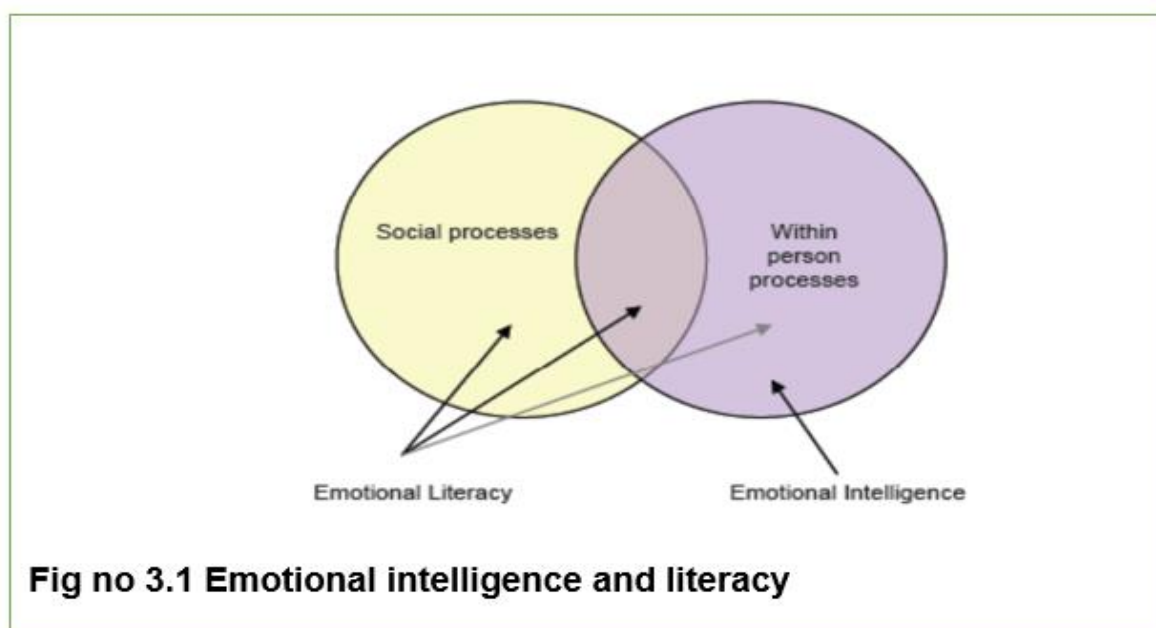 Social processes
Within
person
processes
Emotional Literacy
Emotional Intelligence
Fig no 3.1 Emotional intelligence and literacy